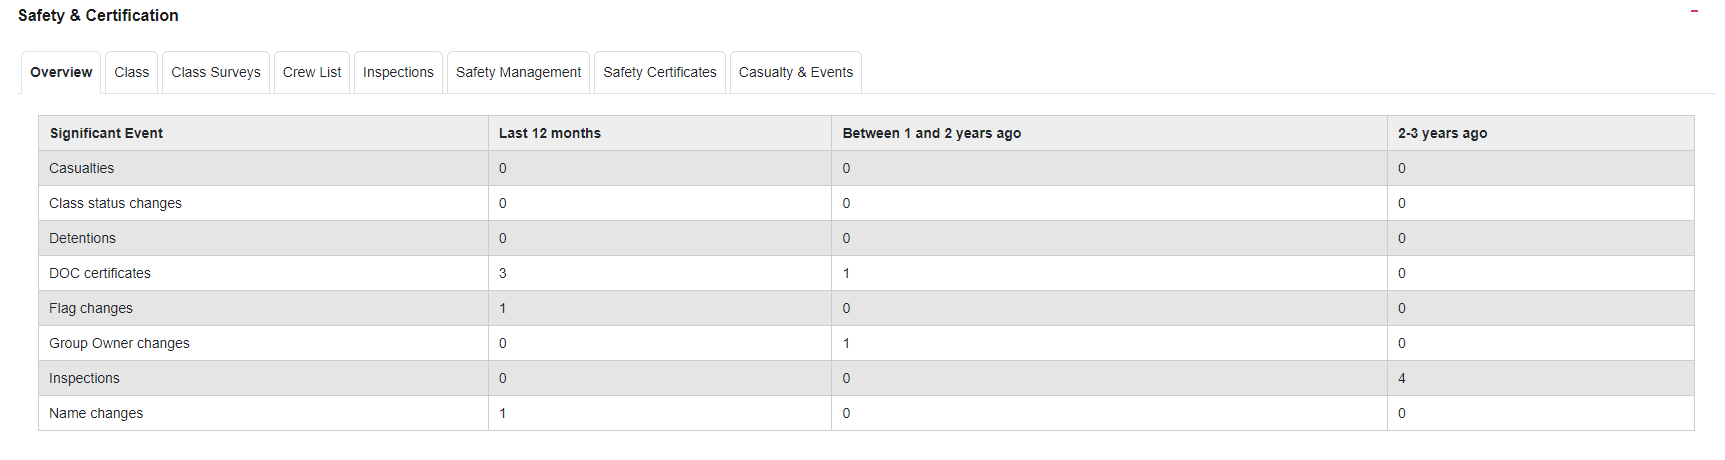 Safety & Certification
Overview Class Class Surveys Crew List Inspections Safety Management Safety Certificates Casualty & Events
Significant Event Last 12 months Between 1 and 2 years ago 2-3 years ago
Casualties 0 0 0
Class status changes 0 0 0
Detentions 0 0 0
DOC certificates 3 1 0
Flag changes 1 0 0
Group Owner changes 0 1 0
Inspections 0 0 4
Name changes 1 0 0